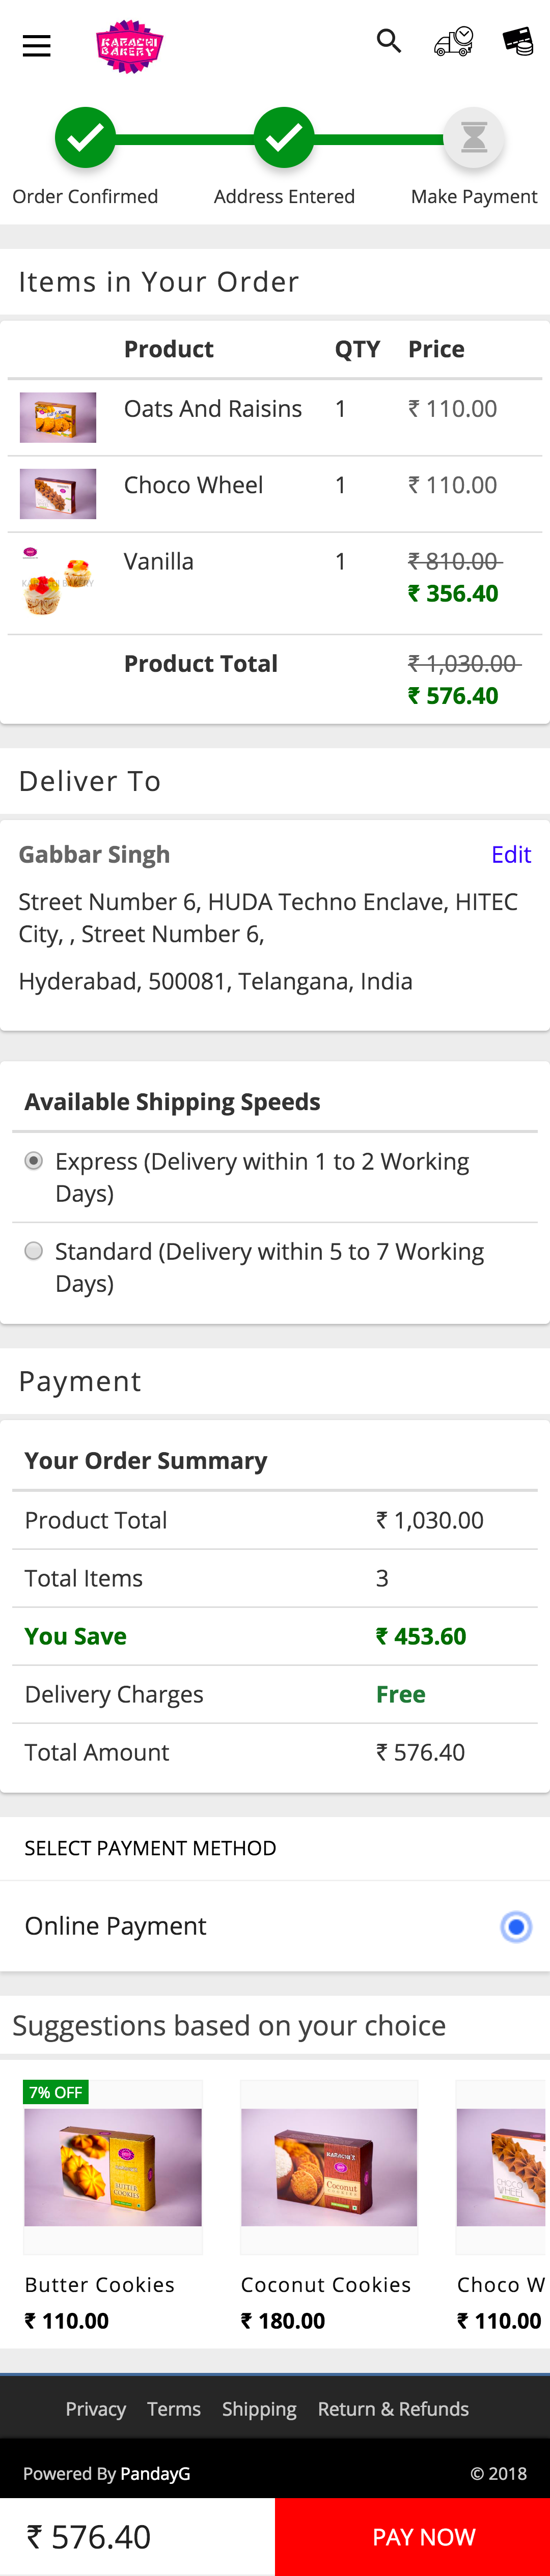 KARACHI
BAKERY
Order Confirmed
Address Entered
Make Payment
Items in Your Order
Product QTY Price
Oats And Raisins 1 ₹ 110.00
Choco Wheel 1 ₹ 110.00
Vanilla 1 ₹ 810.00
₹ 356.40
Product Total ₹ 1,030.00
₹ 576.40
Deliver To
Gabbar Singh Edit
Street Number 6, HUDA Techno Enclave, HITEC
City, , Street Number 6,
Hyderabad, 500081, Telangana, India
Available Shipping Speeds
Express (Delivery within 1 to 2 Working
Days)
Standard (Delivery within 5 to 7 Working
Days)
Payment
Your Order Summary
Product Total ₹ 1,030.00
Total Items 3
You Save ₹ 453.60
Delivery Charges Free
Total Amount ₹ 576.40
SELECT PAYMENT METHOD
Online Payment
Suggestions based on your choice
7% OFF
BUTTER
COOKIES
KARACHI'S
Coconut
CHOCO
WHEEL
Butter Cookies
₹ 110.00
Coconut Cookies
₹ 180.00
Choco W
₹ 110.00
Privacy Terms Shipping Return & Refunds
Powered By PandayG © 2018
₹ 576.40 PAY NOW